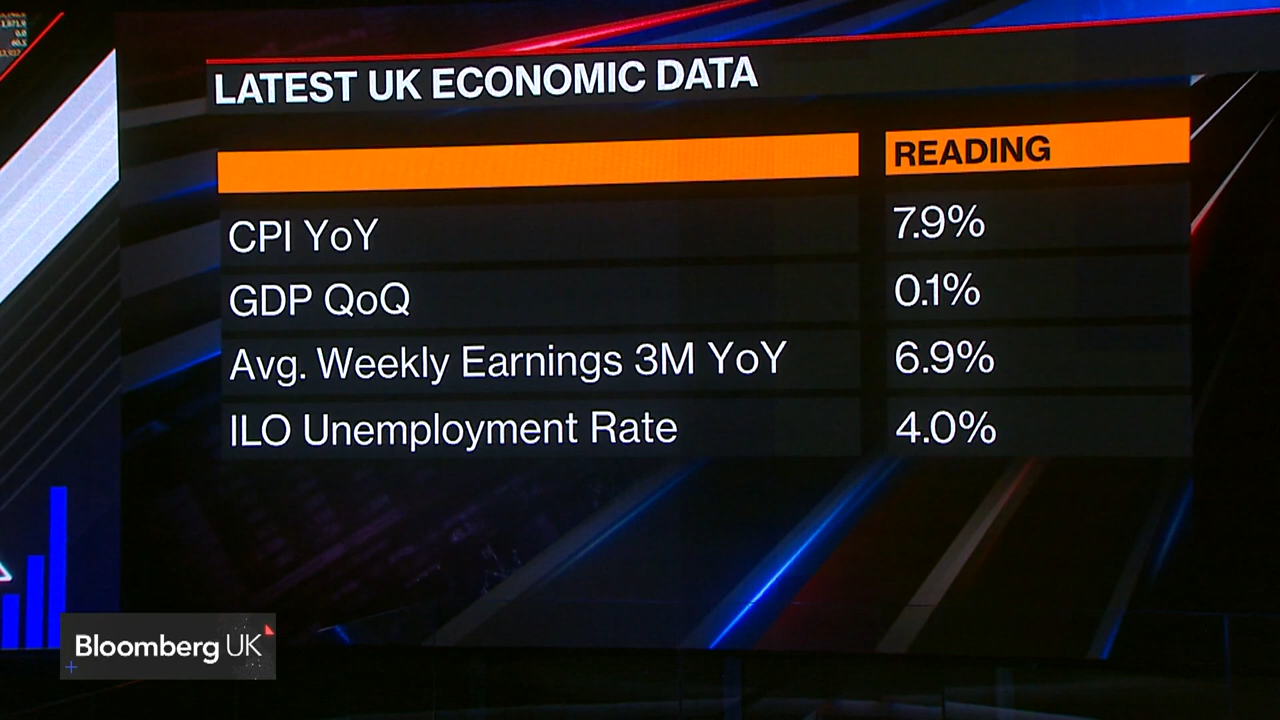 LATEST UK ECONOMIC DATA
READING
CPI YoY 7.9%
GDP QoQ 0.1%
Avg. Weekly Earnings 3M YoY 6.9%
ILO Unemployment Rate 4.0%
Bloomberg UK